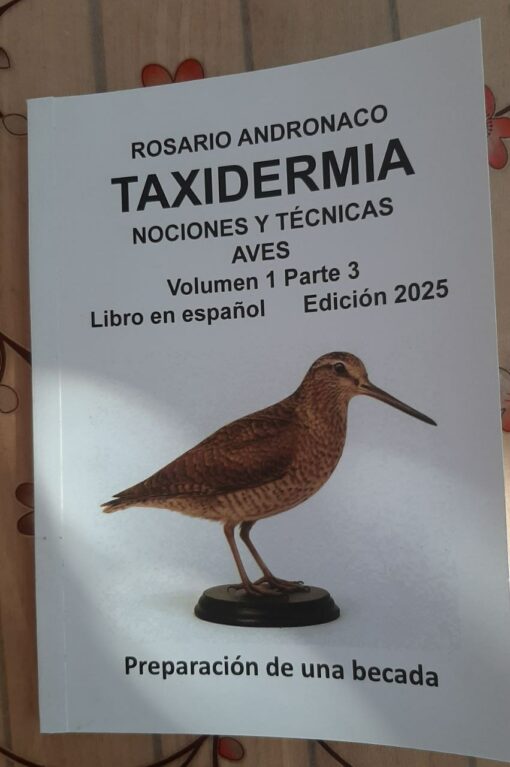 ROSARIO ANDRONACO
TAXIDERMIA
NOCIONES Y TÉCNICAS
AVES
Volumen 1 Parte 3
Libro en español Edición 2025
Preparación de una becada